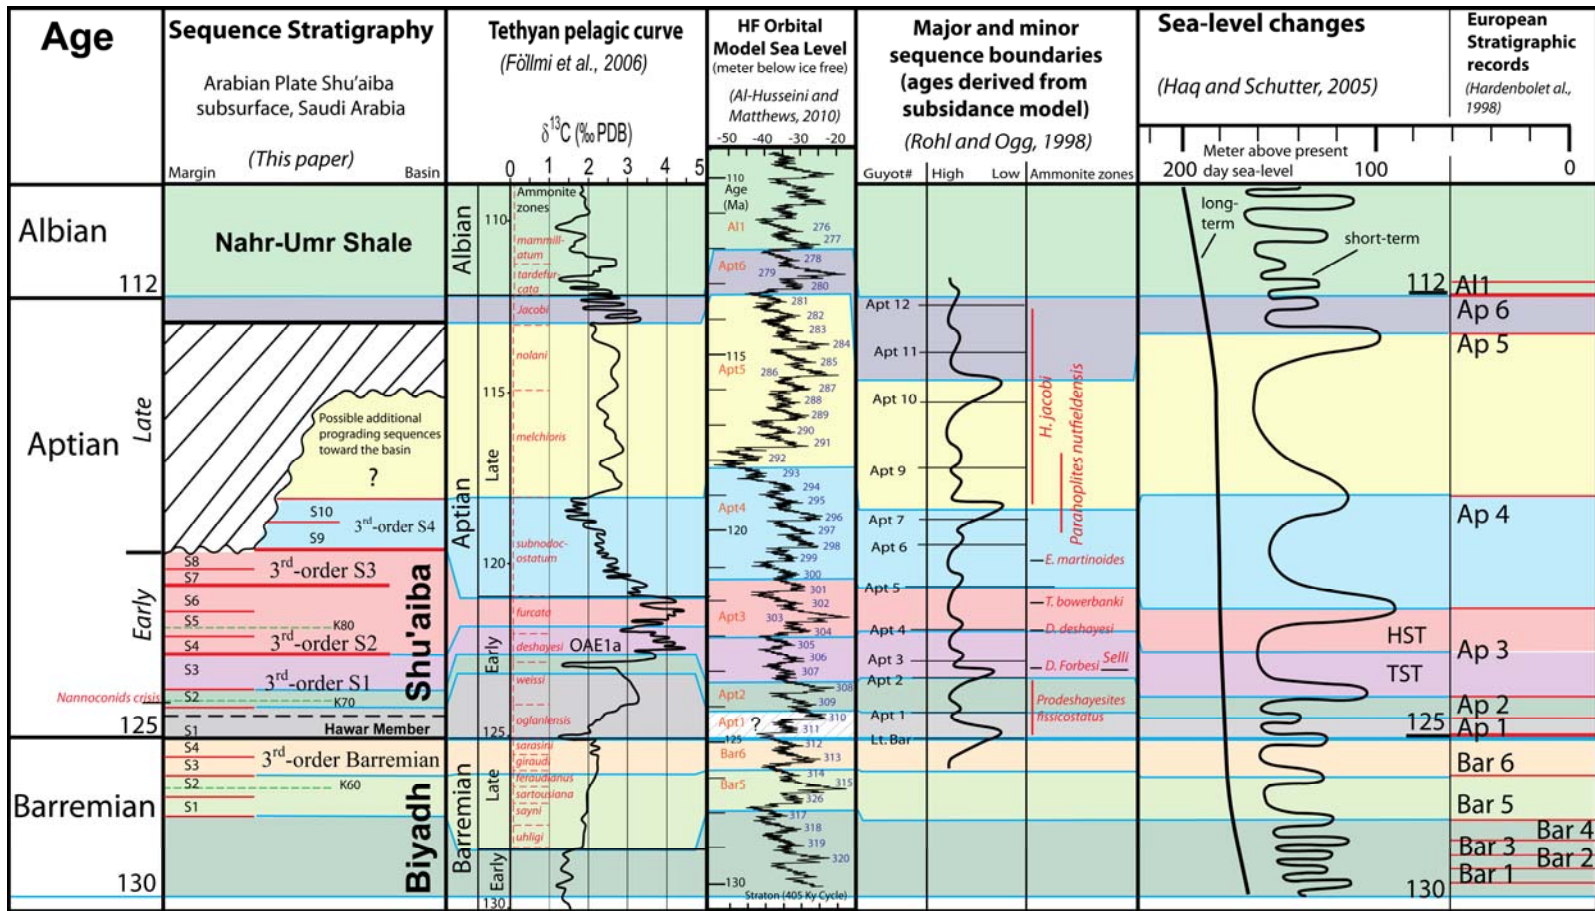 Age
Sequence Stratigraphy
Arabian Plate Shu'aiba
subsurface, Saudi Arabia
(This paper)
Margin
Basin
Tethyan pelagic curve
(Föllmi et al., 2006)
δ13C (‰ PDB)
0 1 2 3 4 5
HF Orbital
Model Sea Level
(meter below ice free)
(Al-Husseini and
Matthews, 2010)
-50 -40 -30 -20
Major and minor
sequence boundaries
(ages derived from
subsidance model)
(Rohl and Ogg, 1998)
Guyot# High Low Ammonite zones
Sea-level changes
(Haq and Schutter, 2005)
200 Meter above present 100 0
day sea-level
European
Stratigraphic
records
(Hardenbolet al.,
1998)
Albian
112
Late
Aptian
Early
125
Barremian
130
Nahr-Umr Shale
Possible additional
prograding sequences
toward the basin
?
S10
3rd-order S4
S9
S8
3rd-order S3
S7
S6
S5
K80
S4
3rd-order S2
S3
3rd-order S1
Nannoconids crisis
S2
K70
Hawar Member
S1
Shu'aiba
S4
3rd-order Barremian
S3
S2
K60
S1
Biyadh
Albian
Aptian
Late
Early
Barremian
Late
Early
110
115
120
125
130
Ammonite
zones
mammill-
atum
tardefur-
cata
Jacobi
nolani
melchioris
subnodoc-
ostatum
furcata
deshayesi
OAE1a
weissi
oglanlensis
sarasini
giraudi
feraudianus
sartousiana
sayni
uhligi
110
Age
(Ma)
115
120
125
130
Al1
Apt6
Apt5
Apt4
Apt3
Apt2
Apt1
?
Bar6
Bar5
276
277
278
279
280
281
282
283
284
285
286
287
288
289
290
291
292
293
294
295
296
297
298
299
300
301
302
303
304
305
306
307
308
309
310
311
312
313
314
315
326
317
318
319
320
Straton (405 Ky Cycle)
Apt 12
Apt 11
Apt 10
Apt 9
Apt 7
Apt 6
Apt 5
Apt 4
Apt 3
Apt 2
Apt 1
Lt. Bar
H. jacobi
Parahoplites nutfieldensis
E. martinoides
T. bowerbanki
D. deshayesi
D. Forbesi
Selli
Prodeshayesites
fissicostatus
long-
term
short-term
HST
TST
112
125
130
Al1
Ap 6
Ap 5
Ap 4
Ap 3
Ap 2
Ap 1
Bar 6
Bar 5
Bar 4
Bar 3
Bar 2
Bar 1